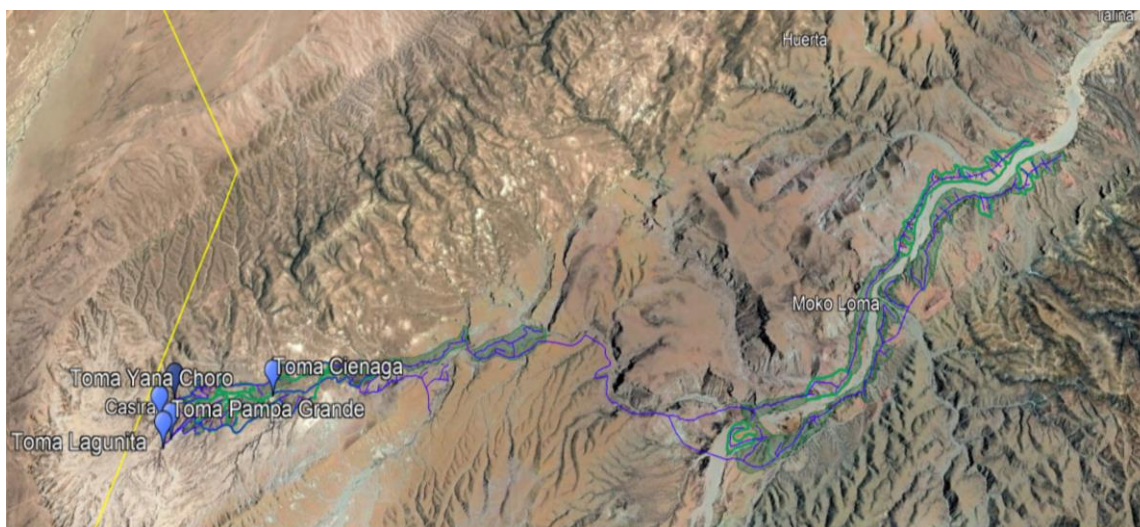 Talina
Huerta
Moko Loma
Toma Cienaga
Toma Yana Choro
Casira
Toma Pampa Grande
Toma Lagunita